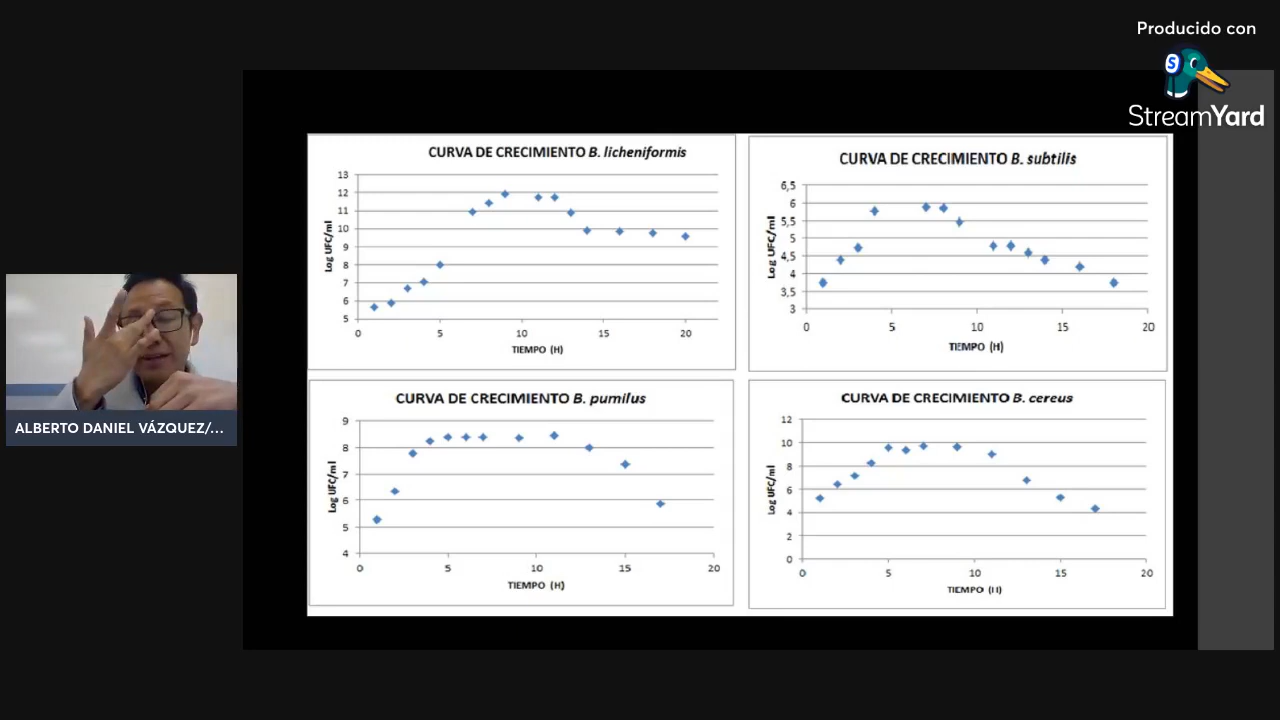 Producido con
StreamYard
ALBERTO DANIEL VÁZQUEZ/...
CURVA DE CRECIMIENTO B. licheniformis
Log UFC/ml
13
12
11
10
9
8
7
6
5
0 5 10 15 20
TIEMPO (H)
CURVA DE CRECIMIENTO B. subtilis
Log UFC/ml
6,5
6
5,5
5
4,5
4
3,5
3
0 5 10 15 20
TIEMPO (H)
CURVA DE CRECIMIENTO B. pumilus
Log UFC/ml
9
8
7
6
5
4
0 5 10 15 20
TIEMPO (H)
CURVA DE CRECIMIENTO B. cereus
Log UFC/ml
12
10
8
6
4
2
0
0 5 10 15 20
TIEMPO (H)